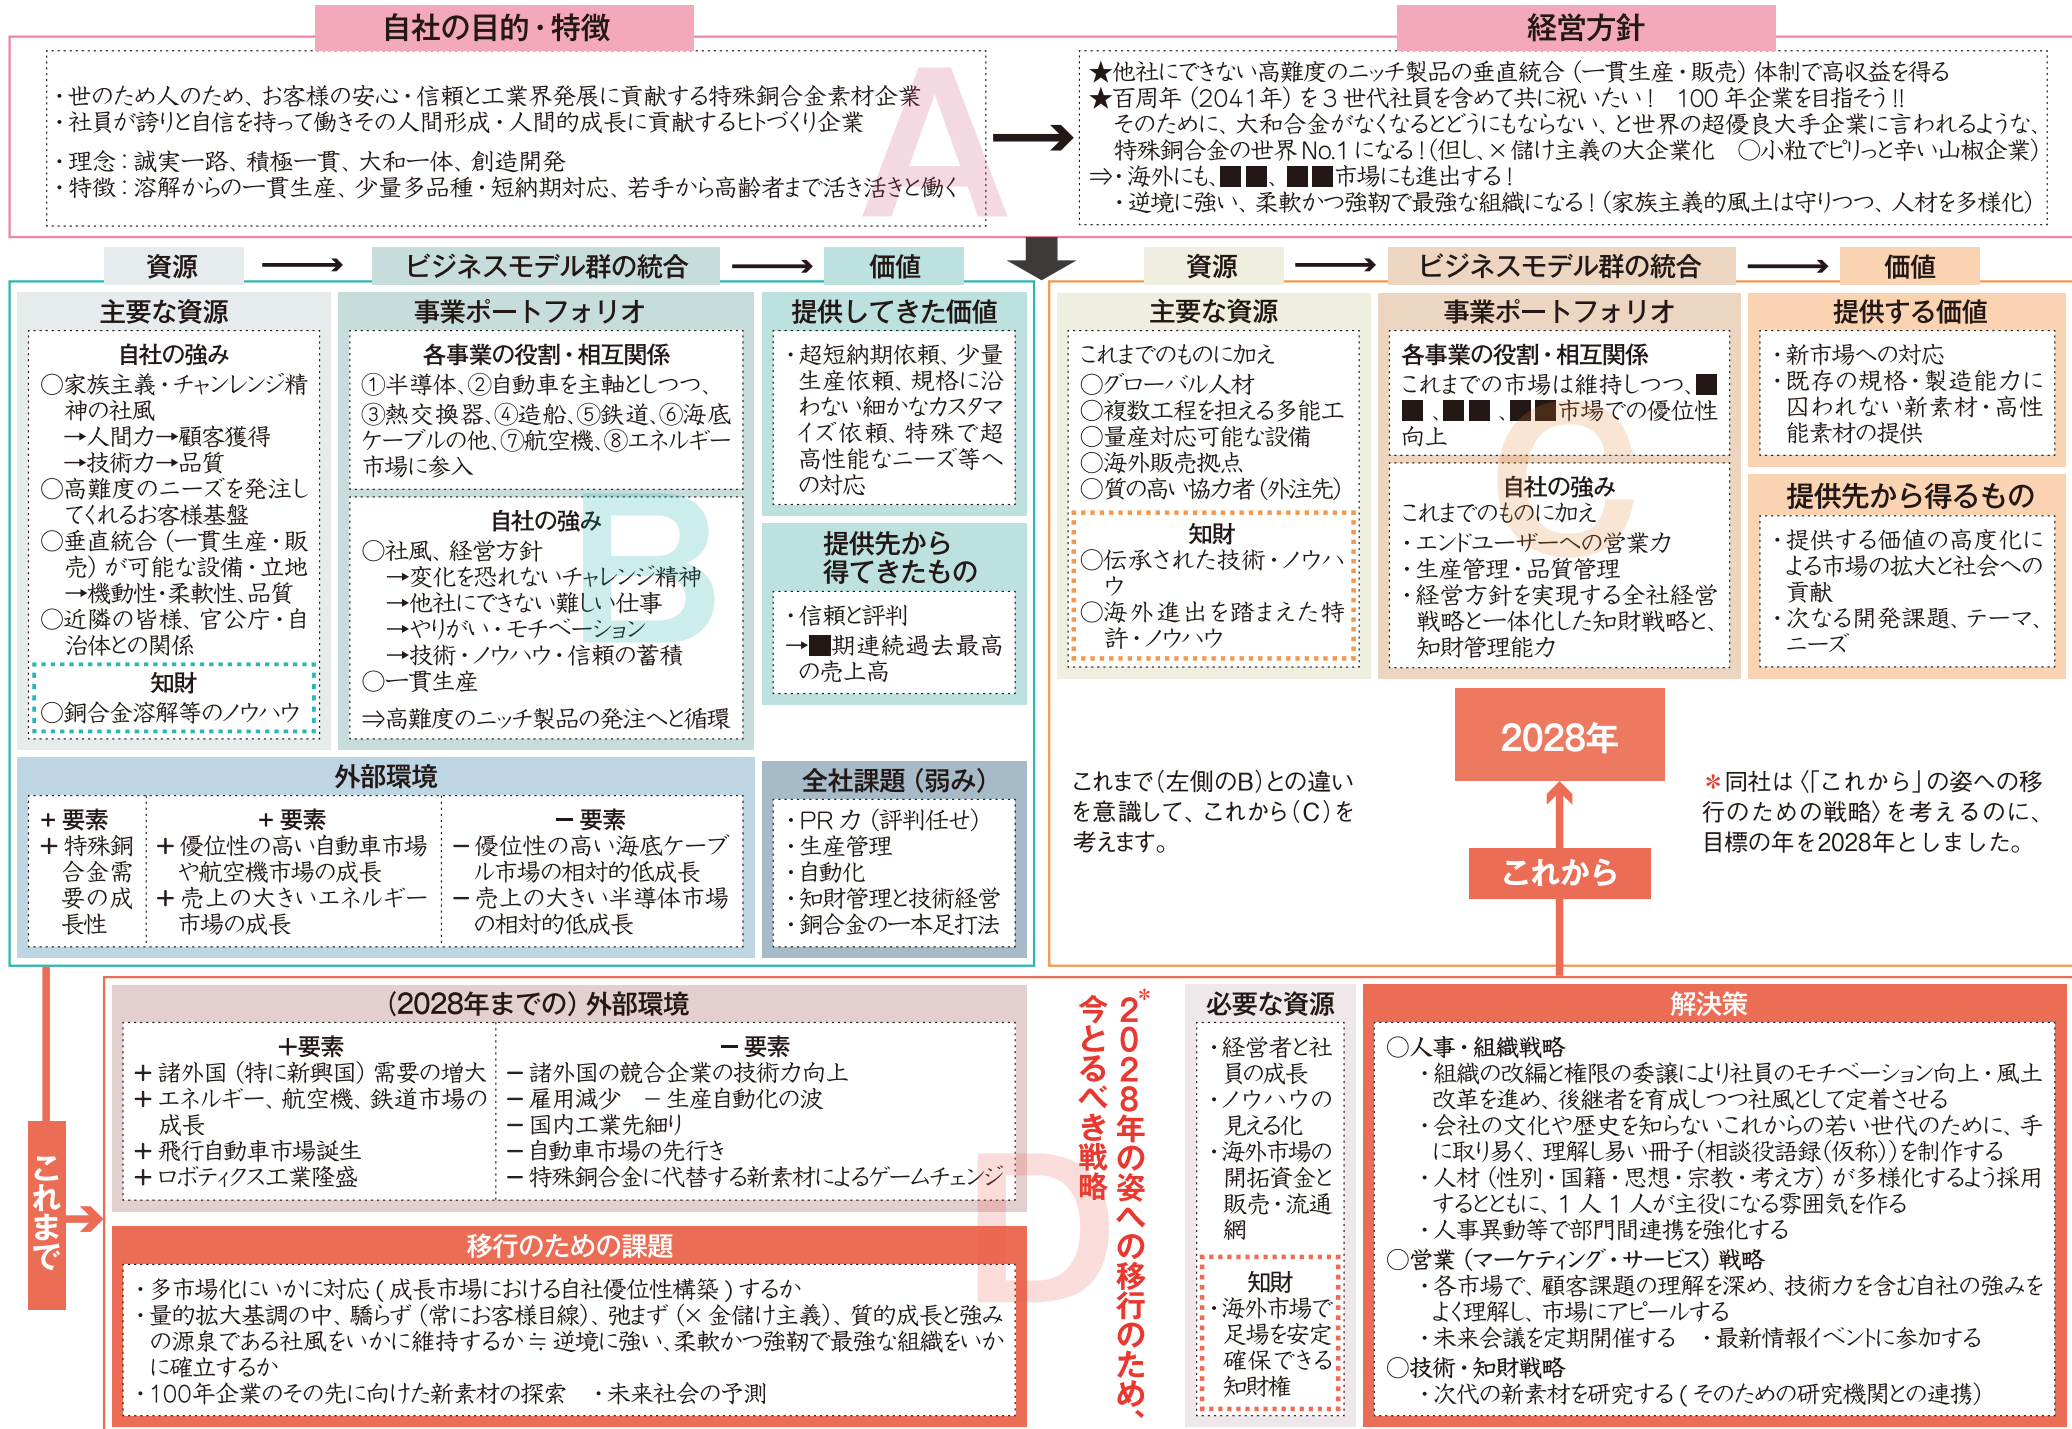 自社の目的・特徴
・世のため人のため、お客様の安心・信頼と工業界発展に貢献する特殊銅合金素材企業
・社員が誇りと自信を持って働きその人間形成・人間的成長に貢献するヒトづくり企業
・理念：誠実一路、積極一貫、大和一体、創造開発
・特徴：溶解からの一貫生産、少量多品種・短納期対応、若手から高齢者まで活き活きと働く
A
経営方針
★他社にできない高難度のニッチ製品の垂直統合（一貫生産・販売）体制で高収益を得る
★百周年（2041年）を3世代社員を含めて共に祝いたい！　100年企業を目指そう!!
そのために、大和合金がなくなるとどうにもならない、と世界の超優良大手企業に言われるような、
特殊銅合金の世界No.1になる！（但し、×儲け主義の大企業化　○小粒でピリっと辛い山椒企業）
⇒・海外にも、■■、■■市場にも進出する！
・逆境に強い、柔軟かつ強靭で最強な組織になる！（家族主義的風土は守りつつ、人材を多様化）
資源 → ビジネスモデル群の統合 → 価値
主要な資源
自社の強み
○家族主義・チャンレンジ精
神の社風
→人間力→顧客獲得
→技術力→品質
○高難度のニーズを発注し
てくれるお客様基盤
○垂直統合（一貫生産・販
売）が可能な設備・立地
→機動性・柔軟性、品質
○近隣の皆様、官公庁・自
治体との関係
知財
○銅合金溶解等のノウハウ
事業ポートフォリオ
各事業の役割・相互関係
①半導体、②自動車を主軸としつつ、
③熱交換器、④造船、⑤鉄道、⑥海底
ケーブルの他、⑦航空機、⑧エネルギー
市場に参入
自社の強み
○社風、経営方針
→変化を恐れないチャレンジ精神
→他社にできない難しい仕事
→やりがい・モチベーション
→技術・ノウハウ・信頼の蓄積
○一貫生産
⇒高難度のニッチ製品の発注へと循環
B
提供してきた価値
・超短納期依頼、少量
生産依頼、規格に沿
わない細かなカスタマ
イズ依頼、特殊で超
高性能なニーズ等へ
の対応
提供先から
得てきたもの
・信頼と評判
→■期連続過去最高
の売上高
外部環境
＋要素
＋特殊銅
合金需
要の成
長性
＋要素
＋優位性の高い自動車市場
や航空機市場の成長
＋売上の大きいエネルギー
市場の成長
－要素
－優位性の高い海底ケーブ
ル市場の相対的低成長
－売上の大きい半導体市場
の相対的低成長
全社課題（弱み）
・PR力（評判任せ）
・生産管理
・自動化
・知財管理と技術経営
・銅合金の一本足打法
資源 → ビジネスモデル群の統合 → 価値
主要な資源
これまでのものに加え
○グローバル人材
○複数工程を担える多能工
○量産対応可能な設備
○海外販売拠点
○質の高い協力者（外注先）
知財
○伝承された技術・ノウハ
ウ
○海外進出を踏まえた特
許・ノウハウ
事業ポートフォリオ
各事業の役割・相互関係
これまでの市場は維持しつつ、■
■、■■、■■市場での優位性
向上
自社の強み
これまでのものに加え
・エンドユーザーへの営業力
・生産管理・品質管理
・経営方針を実現する全社経営
戦略と一体化した知財戦略と、
知財管理能力
C
提供する価値
・新市場への対応
・既存の規格・製造能力に
囚われない新素材・高性
能素材の提供
提供先から得るもの
・提供する価値の高度化に
よる市場の拡大と社会への
貢献
・次なる開発課題、テーマ、
ニーズ
これまで（左側のB）との違い
を意識して、これから（C）を
考えます。
2028年
これから
＊同社は〈「これから」の姿への移
行のための戦略〉を考えるのに、
目標の年を2028年としました。
これまで
（2028年までの）外部環境
＋要素
＋諸外国（特に新興国）需要の増大
＋エネルギー、航空機、鉄道市場の
成長
＋飛行自動車市場誕生
＋ロボティクス工業隆盛
－要素
－諸外国の競合企業の技術力向上
－雇用減少　－生産自動化の波
－国内工業先細り
－自動車市場の先行き
－特殊銅合金に代替する新素材によるゲームチェンジ
移行のための課題
・多市場化にいかに対応(成長市場における自社優位性構築)するか
・量的拡大基調の中、驕らず（常にお客様目線）、弛まず（×金儲け主義）、質的成長と強み
の源泉である社風をいかに維持するか≒逆境に強い、柔軟かつ強靭で最強な組織をいか
に確立するか
・100年企業のその先に向けた新素材の探索　・未来社会の予測
D
2028年*の姿への移行のため、
今とるべき戦略
必要な資源
・経営者と社
員の成長
・ノウハウの
見える化
・海外市場の
開拓資金と
販売・流通
網
知財
・海外市場で
足場を安定
確保できる
知財権
解決策
○人事・組織戦略
・組織の改編と権限の委譲により社員のモチベーション向上・風土
改革を進め、後継者を育成しつつ社風として定着させる
・会社の文化や歴史を知らないこれからの若い世代のために、手
に取り易く、理解し易い冊子（相談役語録（仮称））を制作する
・人材（性別・国籍・思想・宗教・考え方）が多様化するよう採用
するとともに、1人1人が主役になる雰囲気を作る
・人事異動等で部門間連携を強化する
○営業（マーケティング・サービス）戦略
・各市場で、顧客課題の理解を深め、技術力を含む自社の強みを
よく理解し、市場にアピールする
・未来会議を定期開催する　・最新情報イベントに参加する
○技術・知財戦略
・次代の新素材を研究する(そのための研究機関との連携)